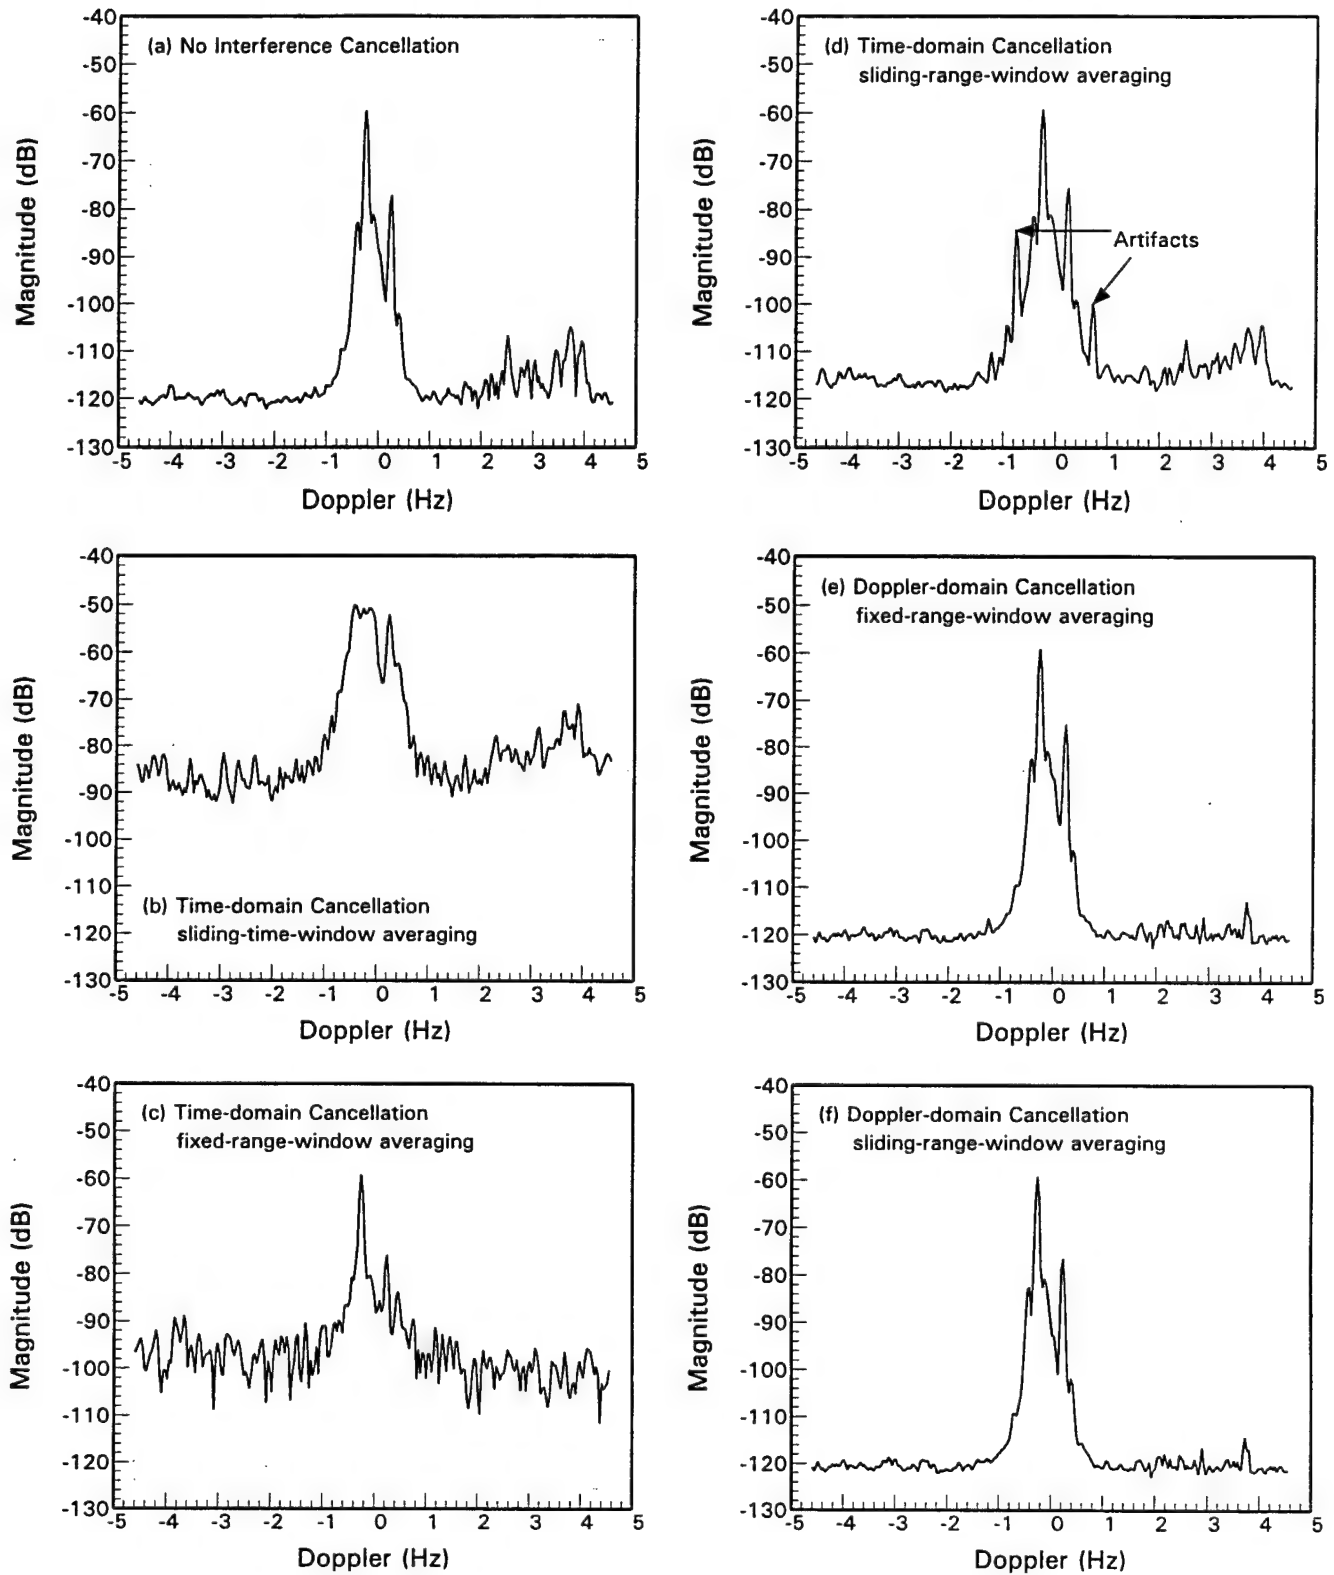 (a) No Interference Cancellation
-40
-50
-60
-70
-80
-90
-100
-110
-120
-130
Magnitude (dB)
-5 -4 -3 -2 -1 0 1 2 3 4 5
Doppler (Hz)
(d) Time-domain Cancellation
sliding-range-window averaging
Artifacts
-40
-50
-60
-70
-80
-90
-100
-110
-120
-130
Magnitude (dB)
-5 -4 -3 -2 -1 0 1 2 3 4 5
Doppler (Hz)
-40
-50
-60
-70
-80
-90
-100
-110
-120
-130
Magnitude (dB)
(b) Time-domain Cancellation
sliding-time-window averaging
-5 -4 -3 -2 -1 0 1 2 3 4 5
Doppler (Hz)
(e) Doppler-domain Cancellation
fixed-range-window averaging
-40
-50
-60
-70
-80
-90
-100
-110
-120
-130
Magnitude (dB)
-5 -4 -3 -2 -1 0 1 2 3 4 5
Doppler (Hz)
(c) Time-domain Cancellation
fixed-range-window averaging
-40
-50
-60
-70
-80
-90
-100
-110
-120
-130
Magnitude (dB)
-5 -4 -3 -2 -1 0 1 2 3 4 5
Doppler (Hz)
(f) Doppler-domain Cancellation
sliding-range-window averaging
-40
-50
-60
-70
-80
-90
-100
-110
-120
-130
Magnitude (dB)
-5 -4 -3 -2 -1 0 1 2 3 4 5
Doppler (Hz)